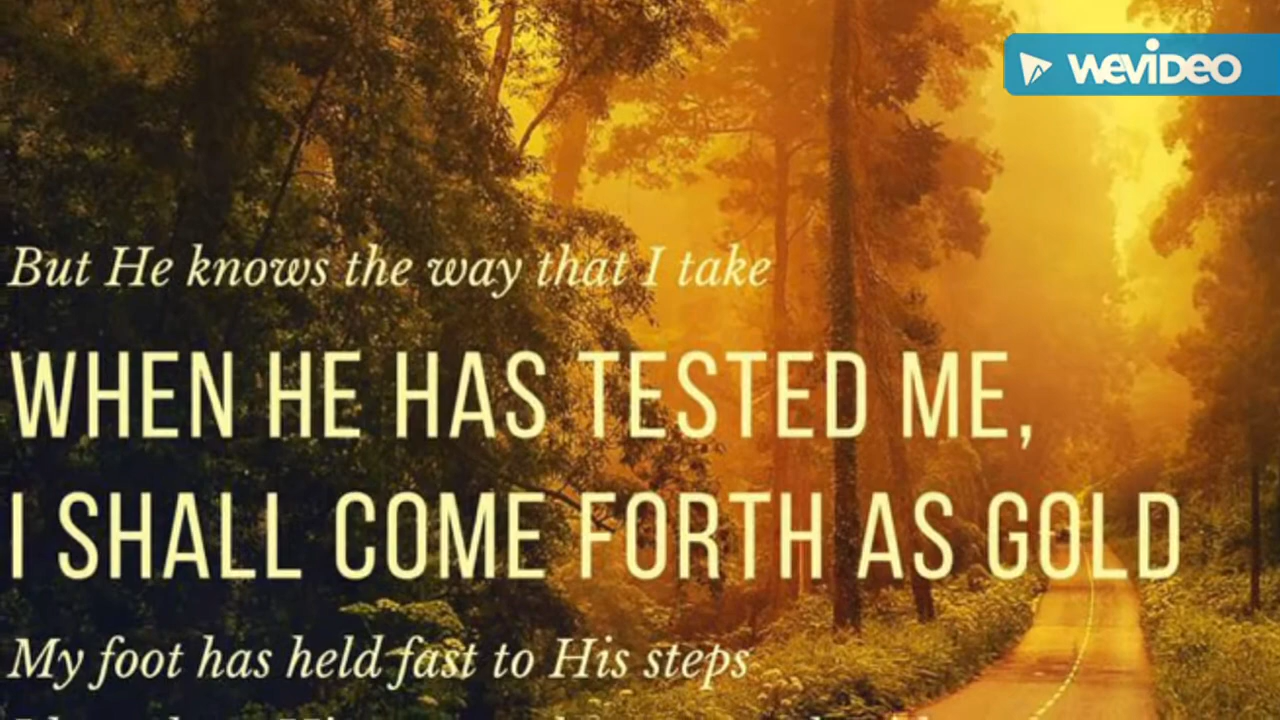 WEVIDEO
But He knows the way that I take
WHEN HE HAS TESTED ME,
I SHALL COME FORTH AS GOLD
My foot has held fast to His steps